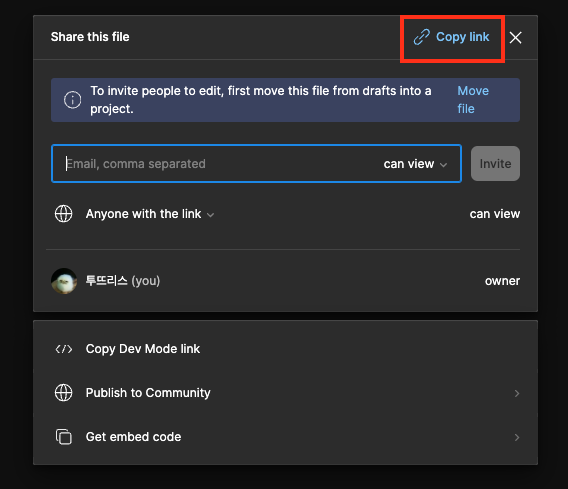 Share this file
Copy link
To invite people to edit, first move this file from drafts into a
project.
Move
file
Email, comma separated
can view
Invite
Anyone with the link
can view
투뜨리스 (you)
owner
Copy Dev Mode link
Publish to Community
Get embed code